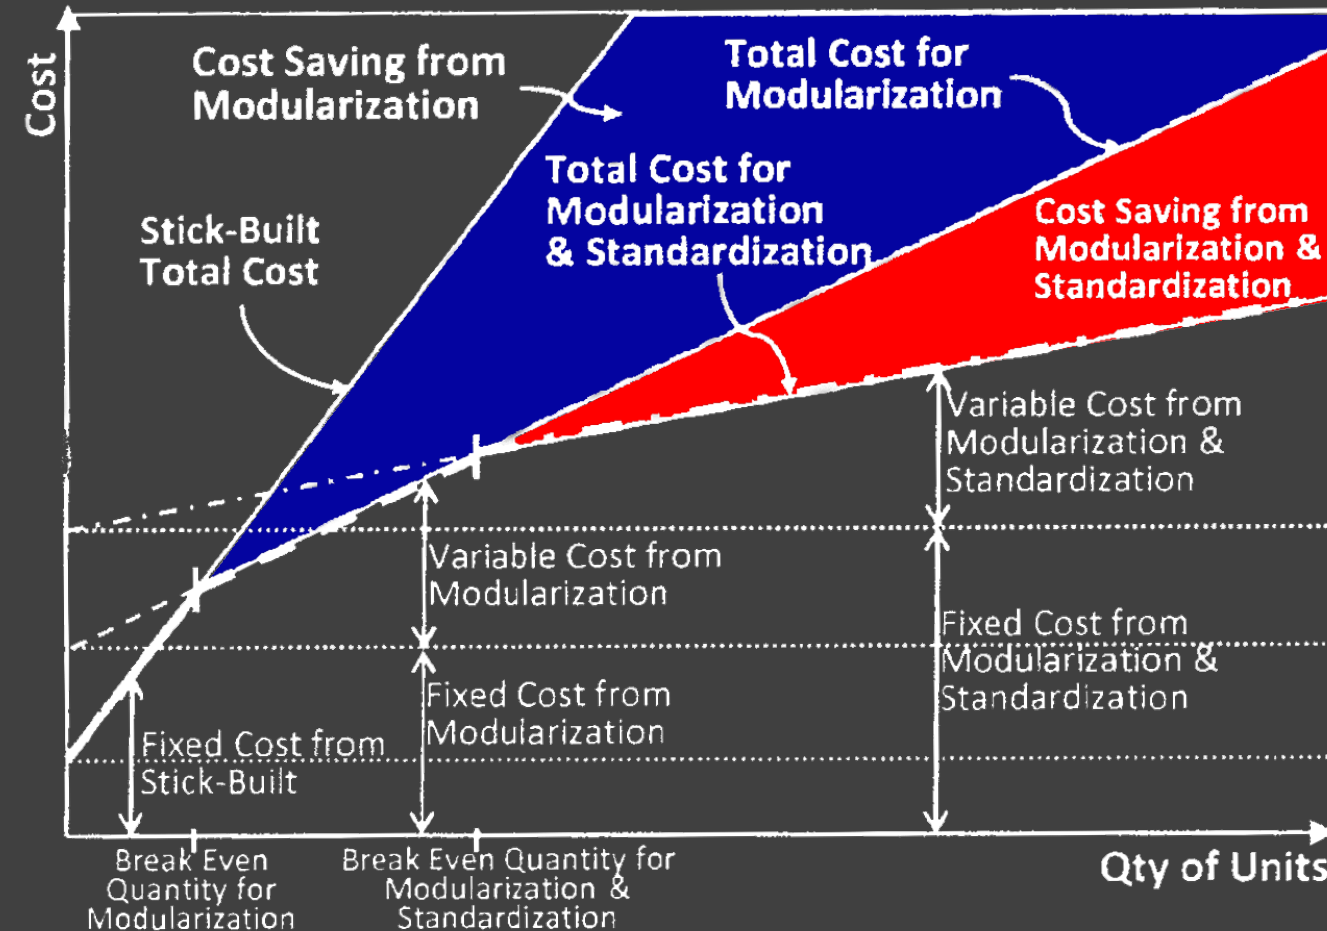 Cost
Cost Saving from
Modularization
Total Cost for
Modularization
Total Cost for
Modularization
& Standardization
Stick-Built
Total Cost
Cost Saving from
Modularization &
Standardization
Variable Cost from
Modularization &
Standardization
Variable Cost from
Modularization
Fixed Cost from
Modularization &
Standardization
Fixed Cost from
Modularization
Fixed Cost from
Stick-Built
Break Even
Quantity for
Modularization
Break Even Quantity for
Modularization &
Standardization
Qty of Units